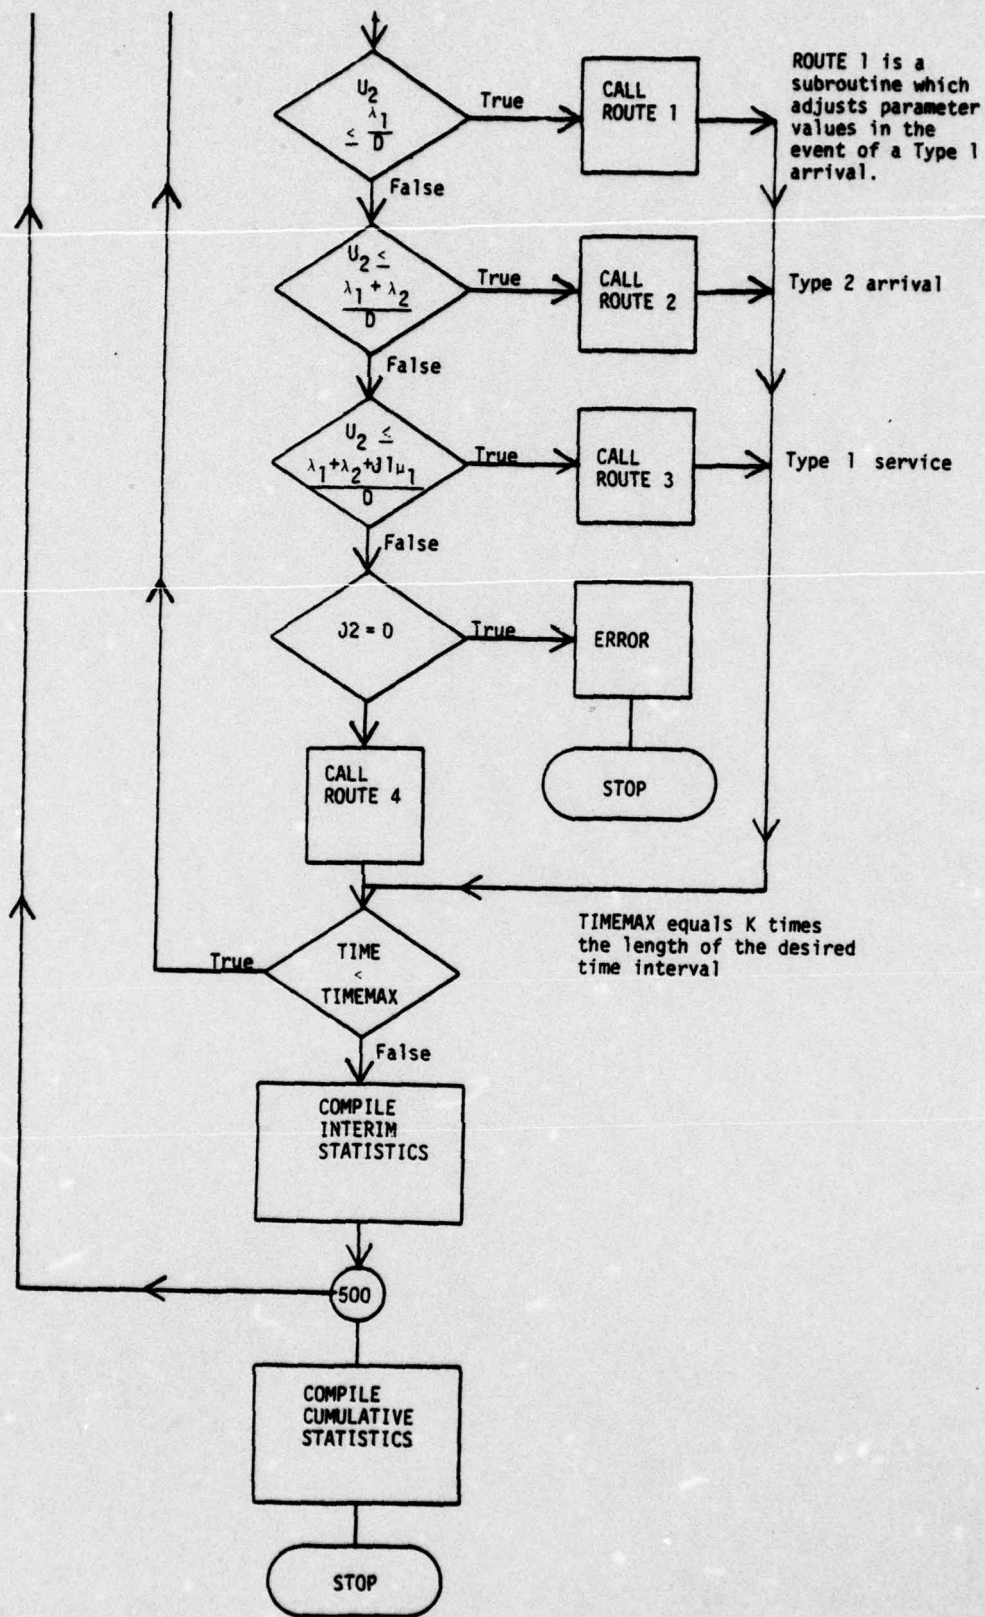 U2
≤ λ1
D
True
CALL
ROUTE 1
ROUTE 1 is a
subroutine which
adjusts parameter
values in the
event of a Type 1
arrival.
False
U2 ≤
λ1 + λ2
D
True
CALL
ROUTE 2
Type 2 arrival
False
U2 ≤
λ1+λ2+J1μ1
D
True
CALL
ROUTE 3
Type 1 service
False
J2 = 0
True
ERROR
CALL
ROUTE 4
STOP
TIMEMAX equals K times
the length of the desired
time interval
True
TIME
<
TIMEMAX
False
COMPILE
INTERIM
STATISTICS
500
COMPILE
CUMULATIVE
STATISTICS
STOP